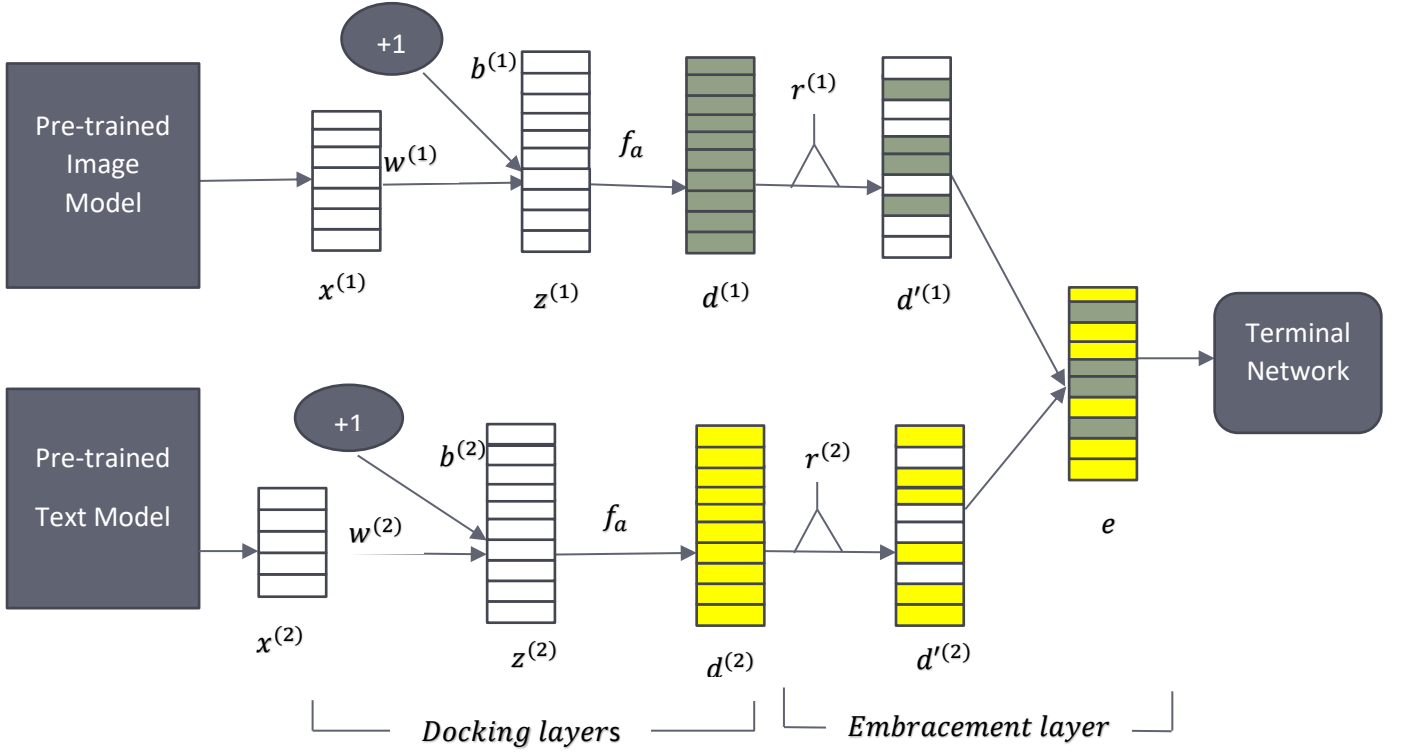 +1
Pre-trained
Image
Model
b^{(1)}
w^{(1)}
f_a
r^{(1)}
x^{(1)}
z^{(1)}
d^{(1)}
d'^{(1)}
Terminal
Network
+1
Pre-trained
Text Model
b^{(2)}
w^{(2)}
f_a
r^{(2)}
e
x^{(2)}
z^{(2)}
d^{(2)}
d'^{(2)}
Docking layers
Embracement layer